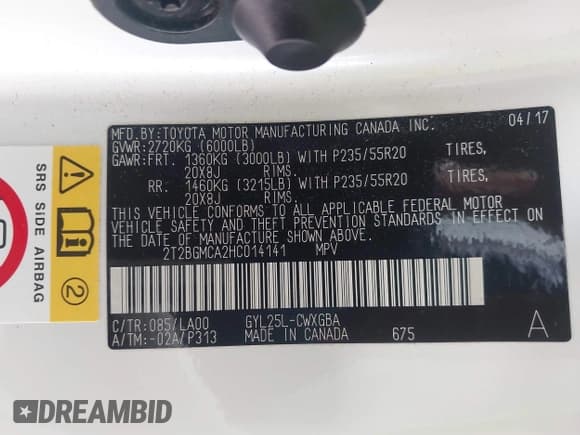 MFD.BY:TOYOTA MOTOR MANUFACTURING CANADA INC. 04/17
GVWR:2720KG (6000LB)
GAWR:FRT. 1360KG (3000LB) WITH P235/55R20 TIRES,
20X8J RIMS.
RR. 1460KG (3215LB) WITH P235/55R20 TIRES,
20X8J RIMS.
THIS VEHICLE CONFORMS TO ALL APPLICABLE FEDERAL MOTOR
VEHICLE SAFETY AND THEFT PREVENTION STANDARDS IN EFFECT ON
THE DATE OF MANUFACTURE SHOWN ABOVE.
2T2BGMCA2HC014141 MPV
C/TR:085/LA00 GYL25L-CWXGBA A
A/TM:-02A/P313 MADE IN CANADA 675
SRS SIDE AIRBAG
2
DREAMBID